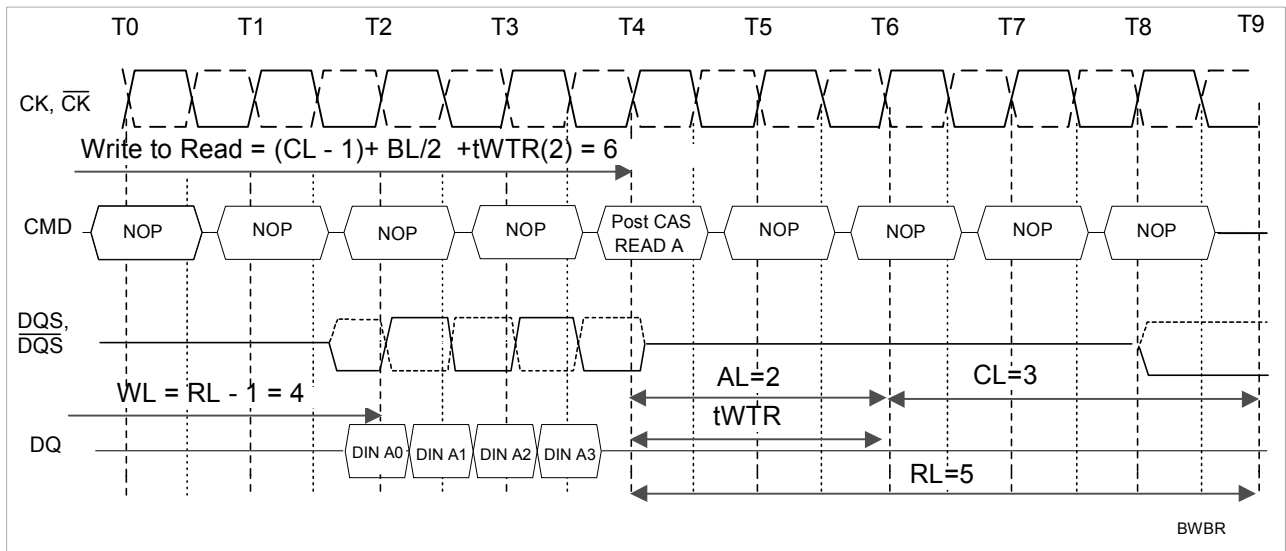 T0 T1 T2 T3 T4 T5 T6 T7 T8 T9
CK, CK
Write to Read = (CL - 1)+ BL/2 +tWTR(2) = 6
CMD NOP NOP NOP NOP Post CAS READ A NOP NOP NOP NOP
DQS,
DQS
WL = RL - 1 = 4 AL=2 CL=3
tWTR
DQ DIN A0 DIN A1 DIN A2 DIN A3
RL=5
BWBR